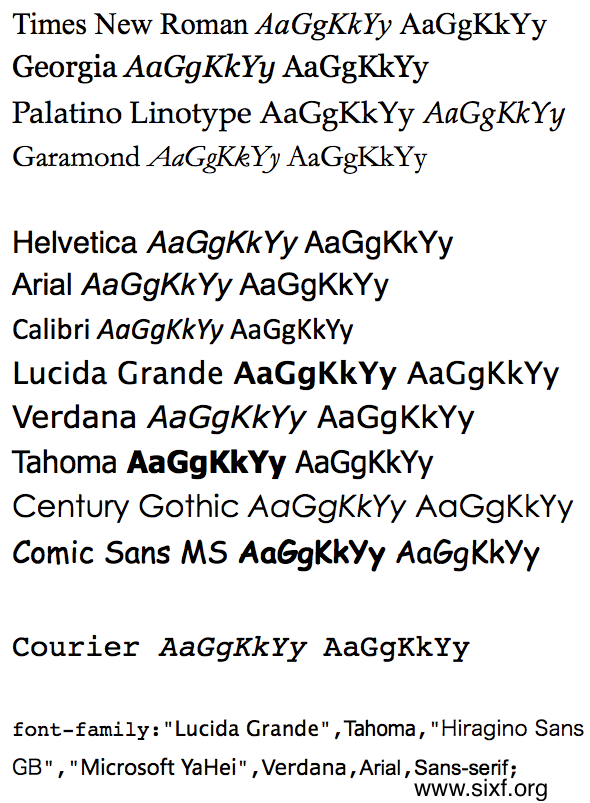 Times New Roman AaGgKkYy AaGgKkYy
Georgia AaGgKkYy AaGgKkYy
Palatino Linotype AaGgKkYy AaGgKkYy
Garamond AaGgKkYy AaGgKkYy
Helvetica AaGgKkYy AaGgKkYy
Arial AaGgKkYy AaGgKkYy
Calibri AaGgKkYy AaGgKkYy
Lucida Grande AaGgKkYy AaGgKkYy
Verdana AaGgKkYy AaGgKkYy
Tahoma AaGgKkYy AaGgKkYy
Century Gothic AaGgKkYy AaGgKkYy
Comic Sans MS AaGgKkYy AaGgKkYy
Courier AaGgKkYy AaGgKkYy
font-family:"Lucida Grande",Tahoma,"Hiragino Sans
GB","Microsoft YaHei",Verdana,Arial,Sans-serif;
www.sixf.org